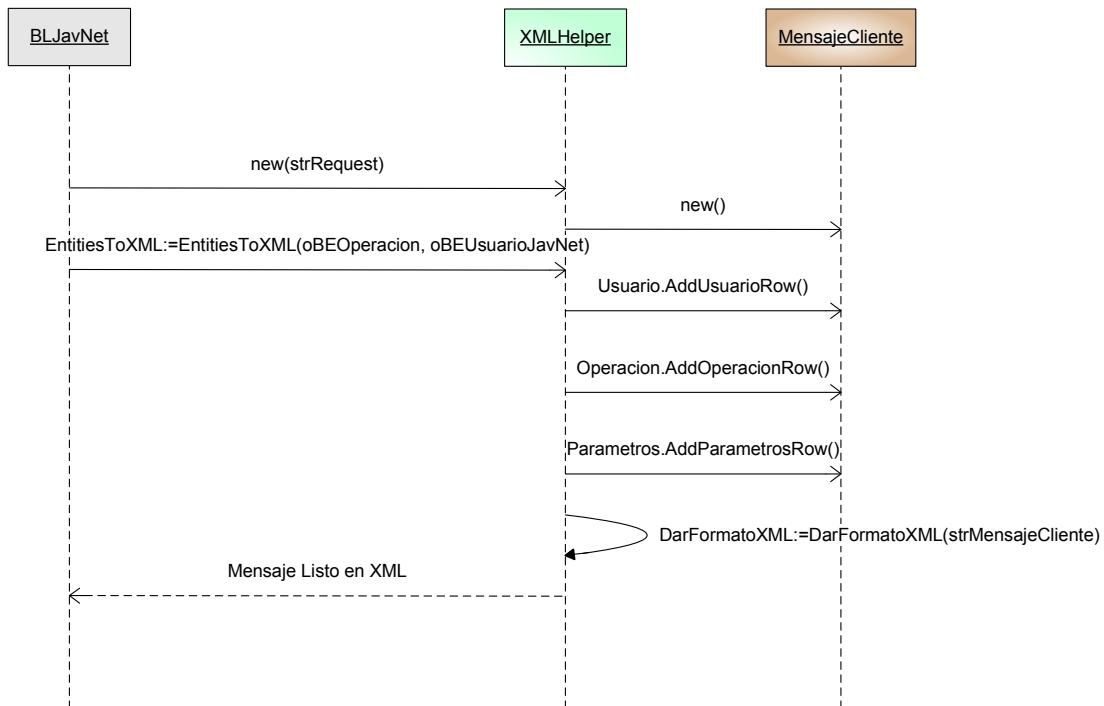 BLJavNet
XMLHelper
MensajeCliente
new(strRequest)
new()
EntitiesToXML:=EntitiesToXML(oBEOperacion, oBEUsuarioJavNet)
Usuario.AddUsuarioRow()
Operacion.AddOperacionRow()
Parametros.AddParametrosRow()
DarFormatoXML:=DarFormatoXML(strMensajeCliente)
Mensaje Listo en XML